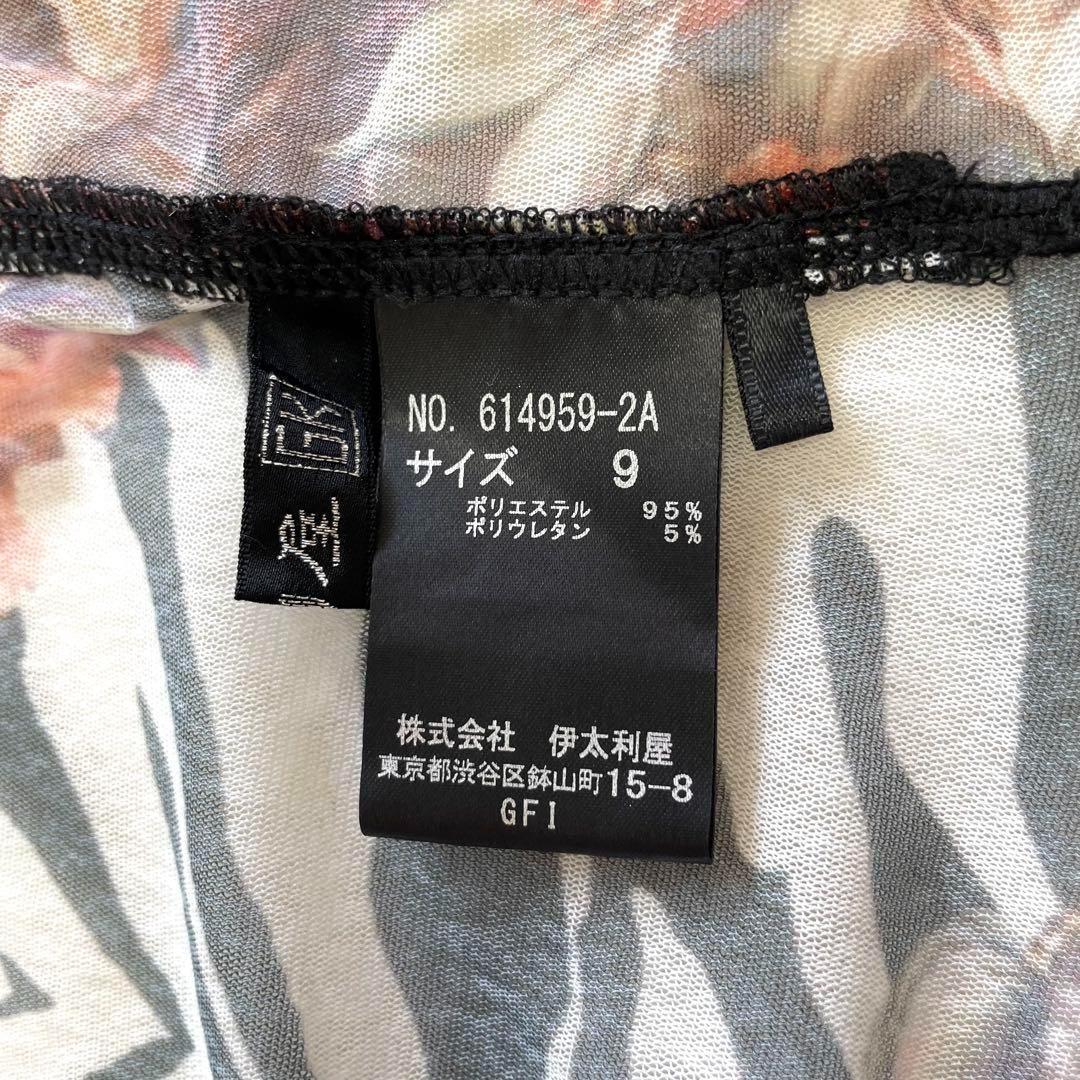 NO. 614959-2A
サイズ 9
ポリエステル 95%
ポリウレタン 5%
株式会社 伊太利屋
東京都渋谷区鉢山町15-8
GFI
GK
座